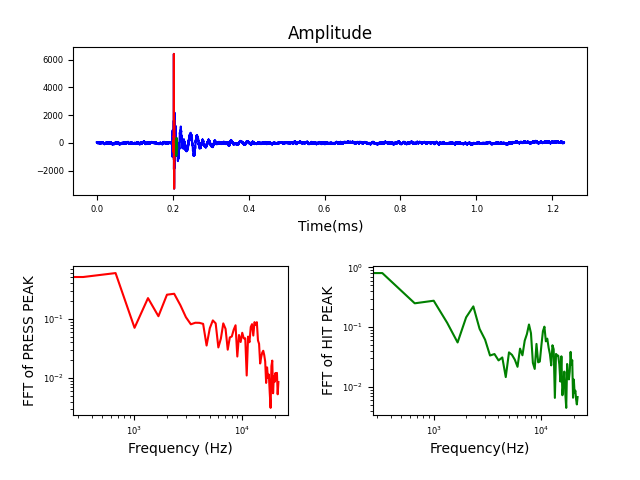 Amplitude
6000
4000
2000
0
−2000
0.0 0.2 0.4 0.6 0.8 1.0 1.2
Time(ms)
FFT of PRESS PEAK
10⁻¹
10⁻²
10³ 10⁴
Frequency (Hz)
FFT of HIT PEAK
10⁰
10⁻¹
10⁻²
10³ 10⁴
Frequency(Hz)